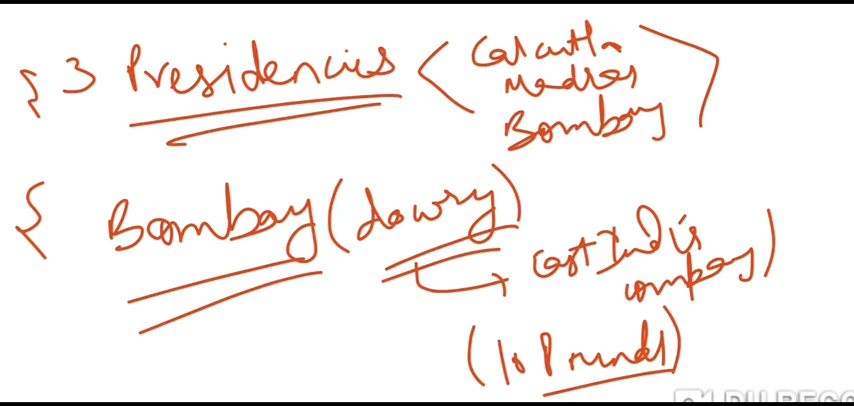 3 Presidencies
Calcutta
Madras
Bombay
Bombay (dowry)
East India
company)
(10 Pounds)